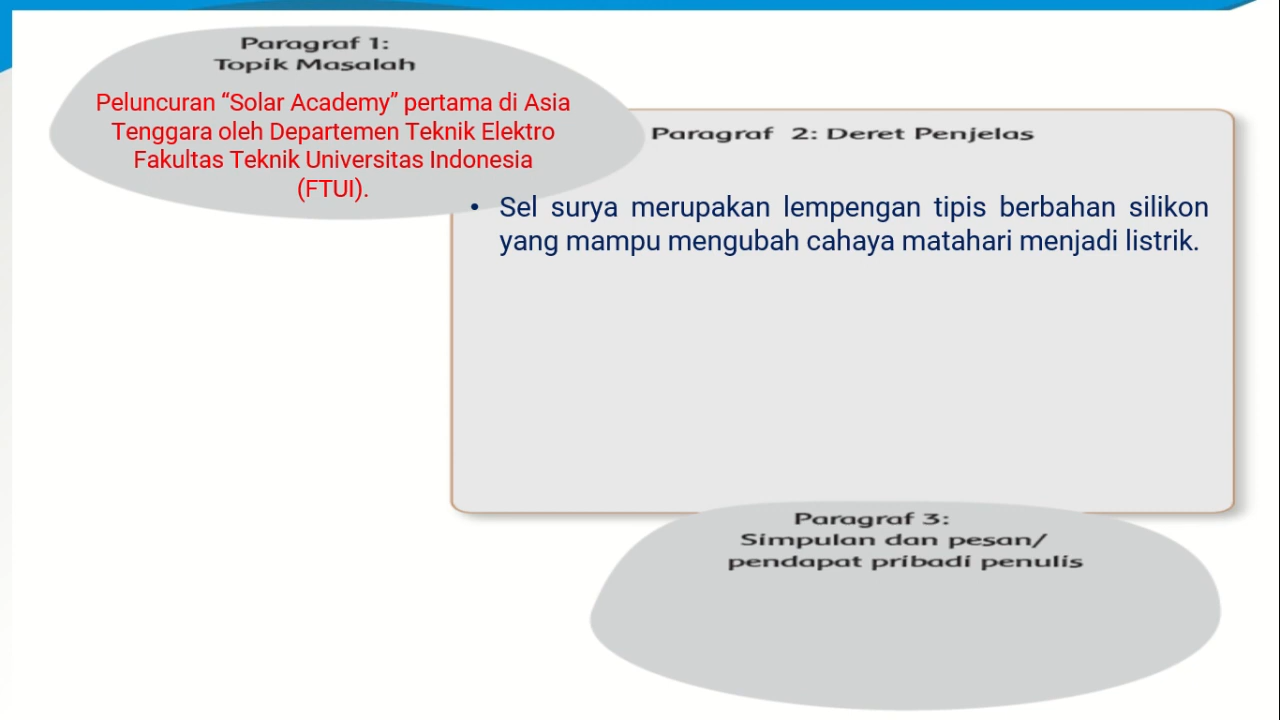 Paragraf 1:
Topik Masalah
Peluncuran “Solar Academy” pertama di Asia
Tenggara oleh Departemen Teknik Elektro
Fakultas Teknik Universitas Indonesia
(FTUI).
Paragraf 2: Deret Penjelas
• Sel surya merupakan lempengan tipis berbahan silikon
yang mampu mengubah cahaya matahari menjadi listrik.
Paragraf 3:
Simpulan dan pesan/
pendapat pribadi penulis